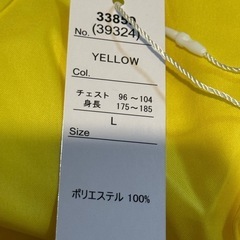 33850
No. (39324)
YELLOW
Col.
チェスト 96～104
身長 175～185
L
Size
ポリエステル 100%